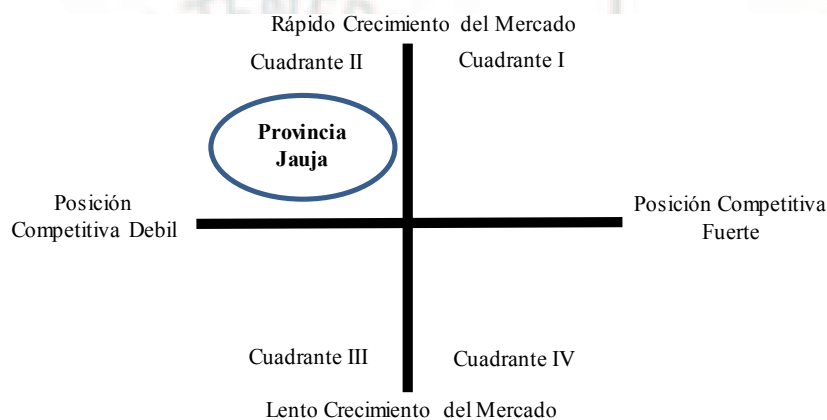 Rápido Crecimiento del Mercado
Cuadrante II
Cuadrante I
Provincia
Jauja
Posición
Competitiva Debil
Posición Competitiva
Fuerte
Cuadrante III
Cuadrante IV
Lento Crecimiento del Mercado